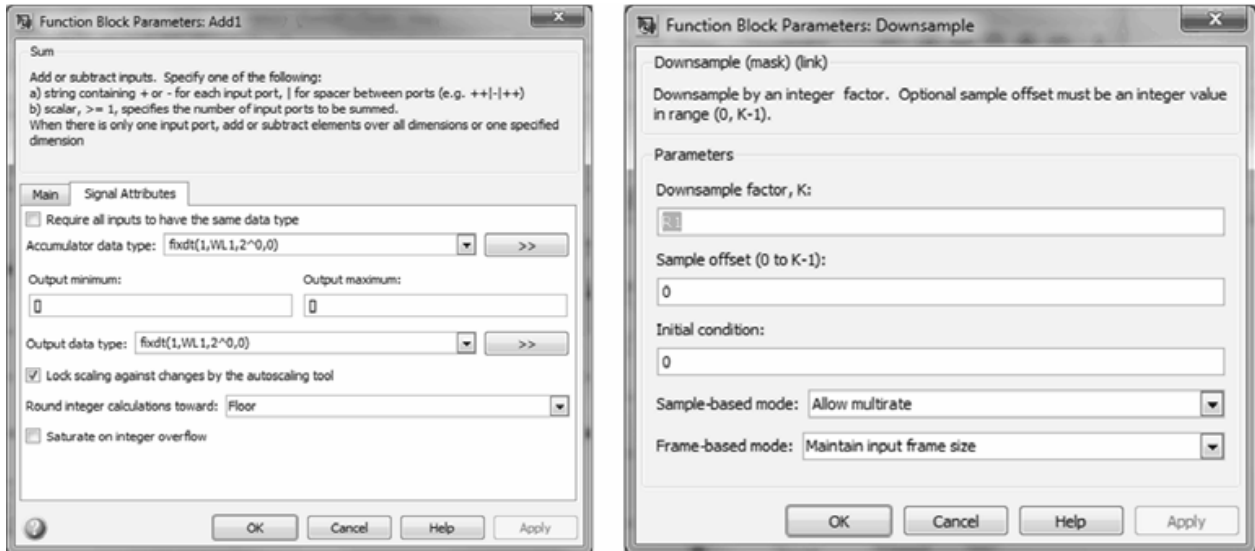 Function Block Parameters: Add1
Sum
Add or subtract inputs. Specify one of the following:
a) string containing + or - for each input port, | for spacer between ports (e.g. ++|-|++)
b) scalar, >= 1, specifies the number of input ports to be summed.
When there is only one input port, add or subtract elements over all dimensions or one specified
dimension
Main Signal Attributes
Require all inputs to have the same data type
Accumulator data type: fixdt(1,WL1,2^0,0) >>
Output minimum: Output maximum:
[] []
Output data type: fixdt(1,WL1,2^0,0) >>
Lock scaling against changes by the autoscaling tool
Round integer calculations toward: Floor
Saturate on integer overflow
OK Cancel Help Apply
Function Block Parameters: Downsample
Downsample (mask) (link)
Downsample by an integer factor. Optional sample offset must be an integer value
in range (0, K-1).
Parameters
Downsample factor, K:
R1
Sample offset (0 to K-1):
0
Initial condition:
0
Sample-based mode: Allow multirate
Frame-based mode: Maintain input frame size
OK Cancel Help Apply